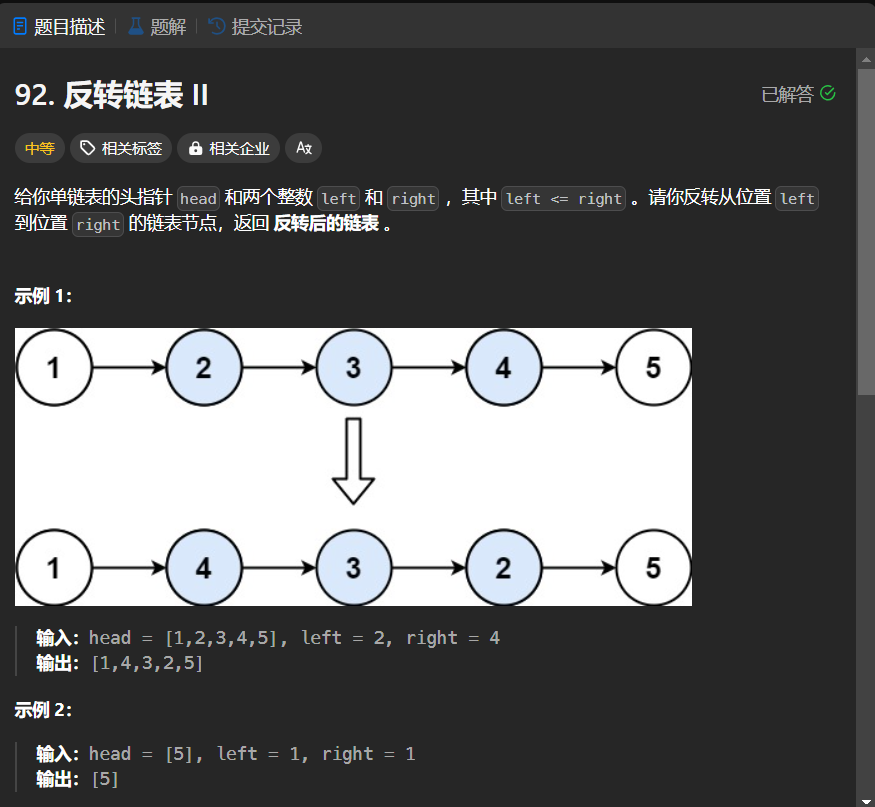 题目描述 题解 提交记录
92. 反转链表 II 已解答
中等 相关标签 相关企业 Aあ
给你单链表的头指针 head 和两个整数 left 和 right ，其中 left <= right 。请你反转从位置 left
到位置 right 的链表节点，返回 反转后的链表 。
示例 1：
1 2 3 4 5
1 4 3 2 5
输入：head = [1,2,3,4,5], left = 2, right = 4
输出：[1,4,3,2,5]
示例 2：
输入：head = [5], left = 1, right = 1
输出：[5]